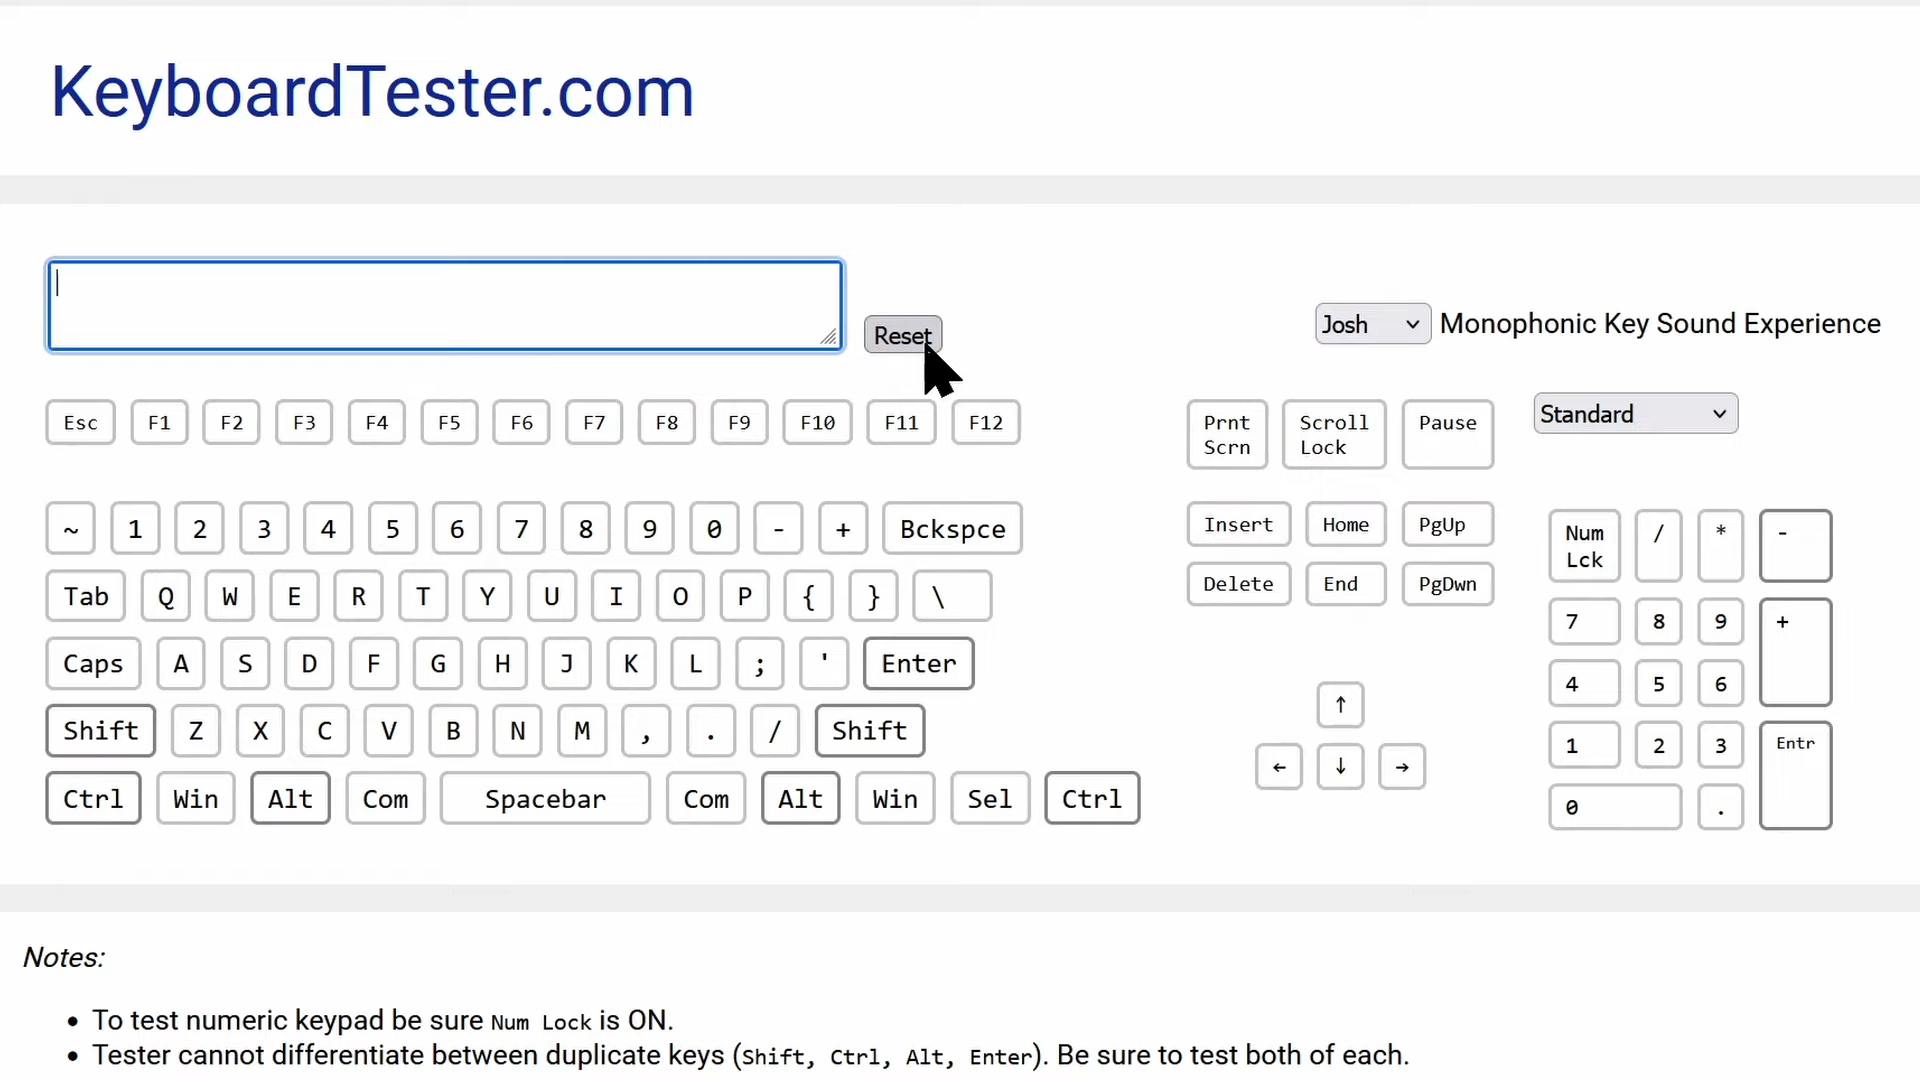 KeyboardTester.com
Reset
Josh Monophonic Key Sound Experience
Esc F1 F2 F3 F4 F5 F6 F7 F8 F9 F10 F11 F12
Prnt Scrn Scroll Lock Pause
Standard
~ 1 2 3 4 5 6 7 8 9 0 - + Bckspce
Tab Q W E R T Y U I O P { } \
Caps A S D F G H J K L ; ' Enter
Shift Z X C V B N M , . / Shift
Ctrl Win Alt Com Spacebar Com Alt Win Sel Ctrl
Insert Home PgUp
Delete End PgDwn
↑
← ↓ →
Num Lck / * -
7 8 9 +
4 5 6
1 2 3 Entr
0 .
Notes:
• To test numeric keypad be sure Num Lock is ON.
• Tester cannot differentiate between duplicate keys (Shift, Ctrl, Alt, Enter). Be sure to test both of each.